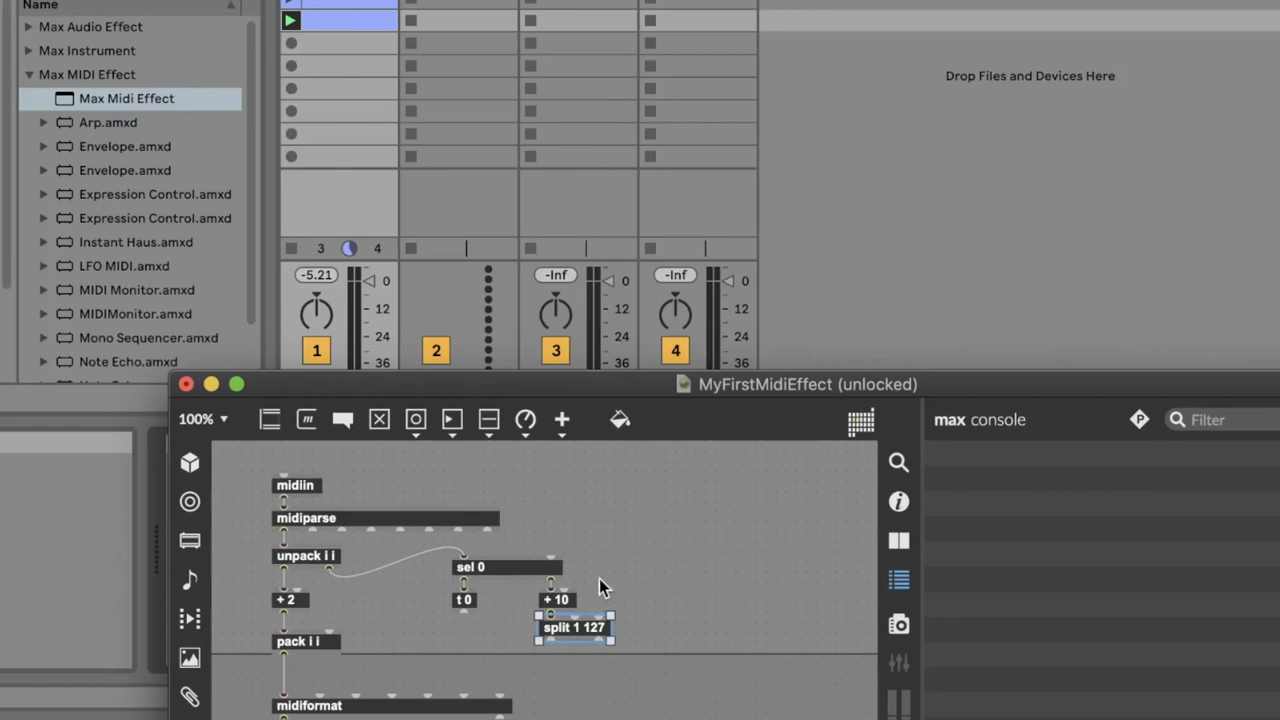 Name
Max Audio Effect
Max Instrument
Max MIDI Effect
Max Midi Effect
Arp.amxd
Envelope.amxd
Envelope.amxd
Expression Control.amxd
Expression Control.amxd
Instant Haus.amxd
LFO MIDI.amxd
MIDI Monitor.amxd
MIDIMonitor.amxd
Mono Sequencer.amxd
Note Echo.amxd
Drop Files and Devices Here
3 4
-5.21 -Inf -Inf
0 0 0
12 12 12
24 24 24
1 2 3 4
36 36 36
MyFirstMidiEffect (unlocked)
100%
max console
Filter
midiin
midiparse
unpack i i
sel 0
+ 2
t 0
+ 10
split 1 127
pack i i
midiformat